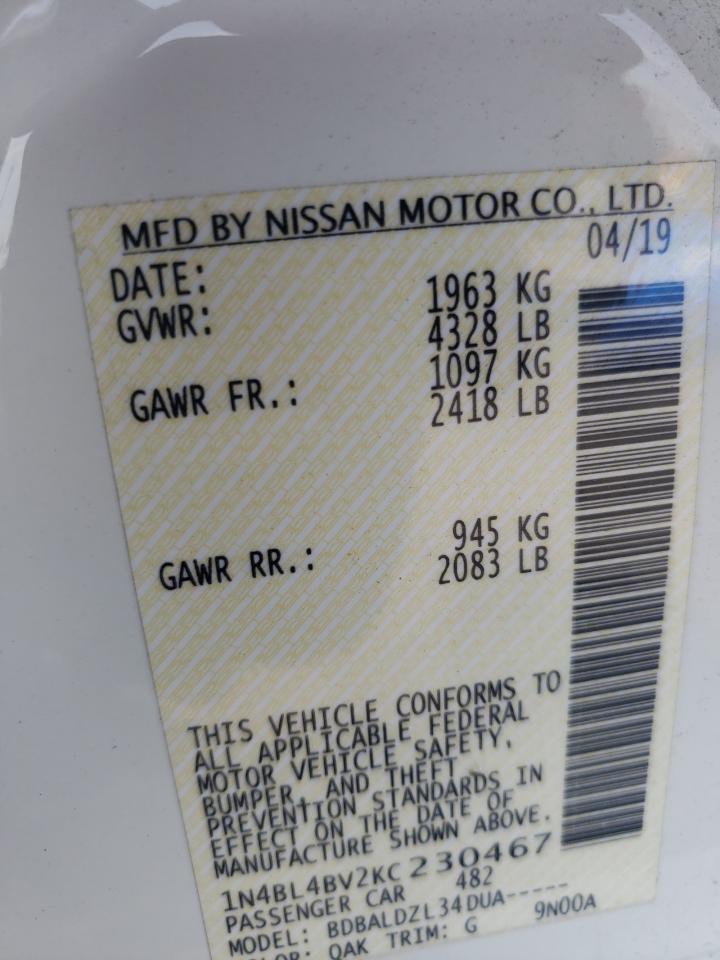 MFD BY NISSAN MOTOR CO., LTD.
DATE: 04/19
GVWR: 1963 KG
4328 LB
GAWR FR.: 1097 KG
2418 LB
GAWR RR.: 945 KG
2083 LB
THIS VEHICLE CONFORMS TO
ALL APPLICABLE FEDERAL
MOTOR VEHICLE SAFETY,
BUMPER, AND THEFT
PREVENTION STANDARDS IN
EFFECT ON THE DATE OF
MANUFACTURE SHOWN ABOVE.
1N4BL4BV2KC230467
PASSENGER CAR 482
MODEL: BDBALDZL34DUA-----
COLOR: QAK TRIM: G 9N00A